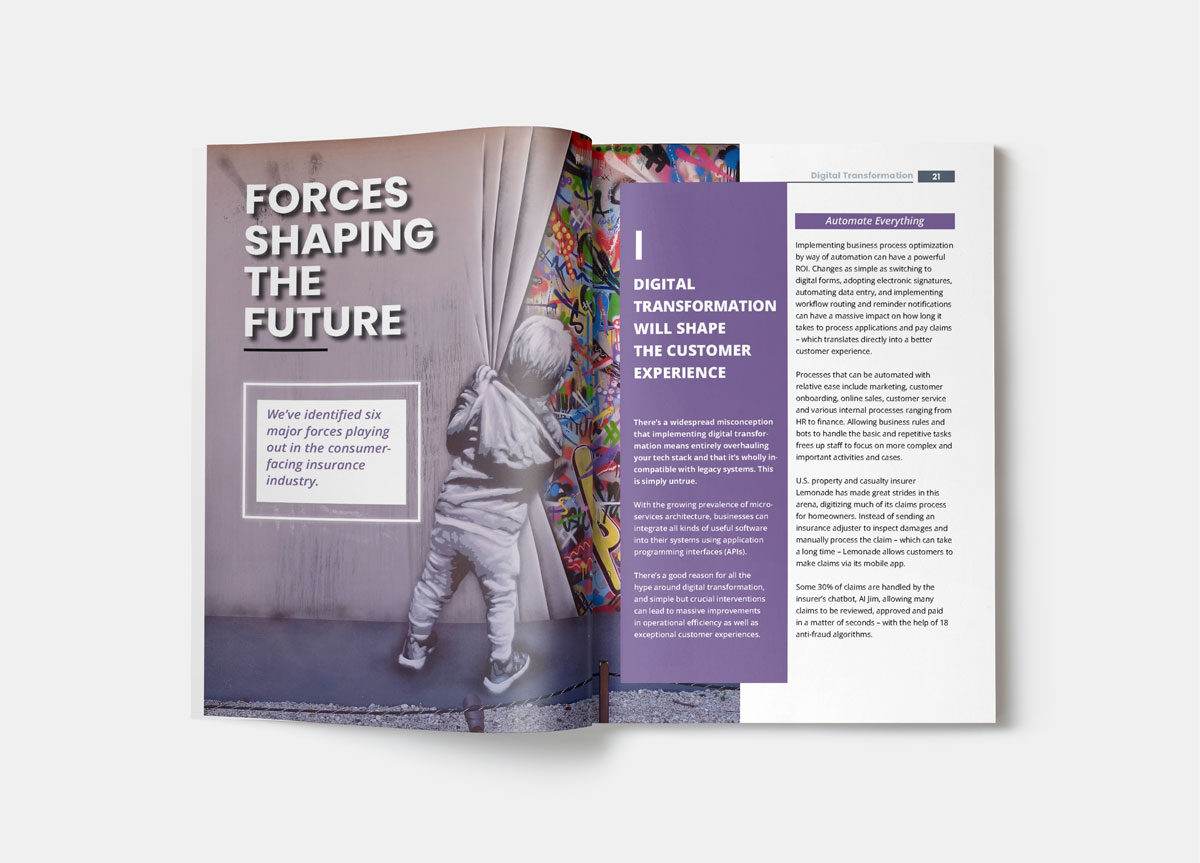 FORCES
SHAPING
THE
FUTURE
We've identified six
major forces playing
out in the consumer-
facing insurance
industry.
I
DIGITAL
TRANSFORMATION
WILL SHAPE
THE CUSTOMER
EXPERIENCE
There's a widespread misconception
that implementing digital transfor-
mation means entirely overhauling
your tech stack and that it's wholly in-
compatible with legacy systems. This
is simply untrue.
With the growing prevalence of micro-
services architecture, businesses can
integrate all kinds of useful software
into their systems using application
programming interfaces (APIs).
There's a good reason for all the
hype around digital transformation,
and simple but crucial interventions
can lead to massive improvements
in operational efficiency as well as
exceptional customer experiences.
Digital Transformation 21
Automate Everything
Implementing business process optimization
by way of automation can have a powerful
ROI. Changes as simple as switching to
digital forms, adopting electronic signatures,
automating data entry, and implementing
workflow routing and reminder notifications
can have a massive impact on how long it
takes to process applications and pay claims
– which translates directly into a better
customer experience.
Processes that can be automated with
relative ease include marketing, customer
onboarding, online sales, customer service
and various internal processes ranging from
HR to finance. Allowing business rules and
bots to handle the basic and repetitive tasks
frees up staff to focus on more complex and
important activities and cases.
U.S. property and casualty insurer
Lemonade has made great strides in this
arena, digitizing much of its claims process
for homeowners. Instead of sending an
insurance adjuster to inspect damages and
manually process the claim – which can take
a long time – Lemonade allows customers to
make claims via its mobile app.
Some 30% of claims are handled by the
insurer's chatbot, AI Jim, allowing many
claims to be reviewed, approved and paid
in a matter of seconds – with the help of 18
anti-fraud algorithms.